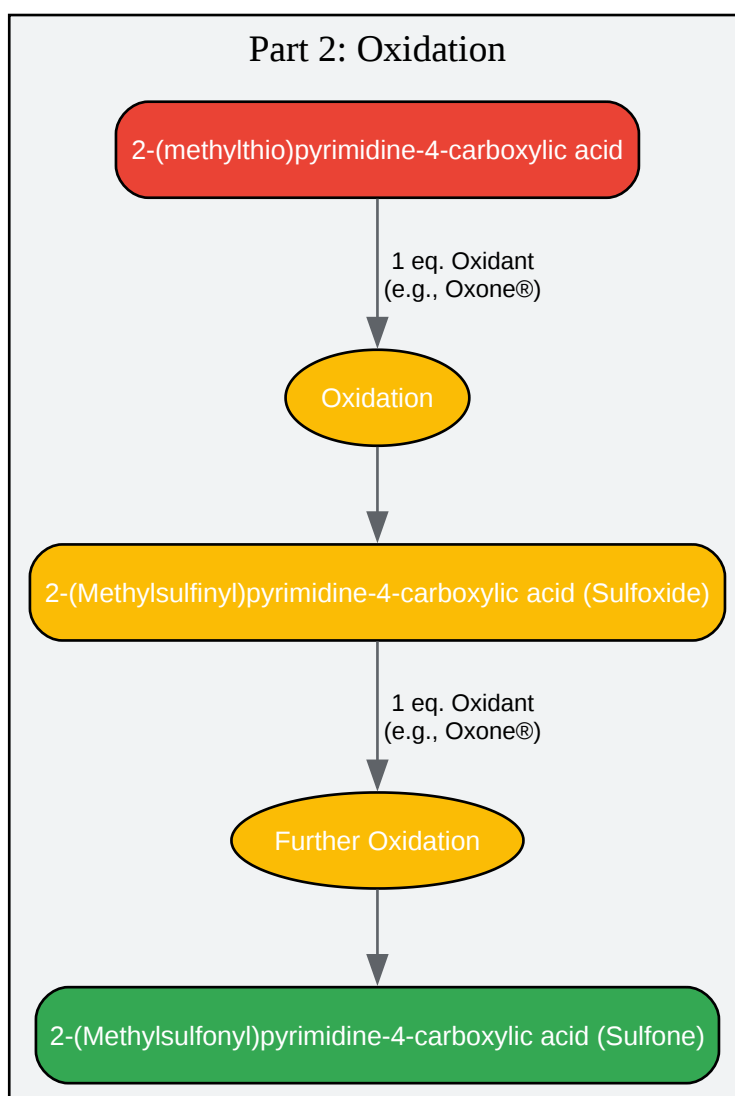 Part 2: Oxidation
2-(methylthio)pyrimidine-4-carboxylic acid
1 eq. Oxidant
(e.g., Oxone®)
Oxidation
2-(Methylsulfinyl)pyrimidine-4-carboxylic acid (Sulfoxide)
1 eq. Oxidant
(e.g., Oxone®)
Further Oxidation
2-(Methylsulfonyl)pyrimidine-4-carboxylic acid (Sulfone)